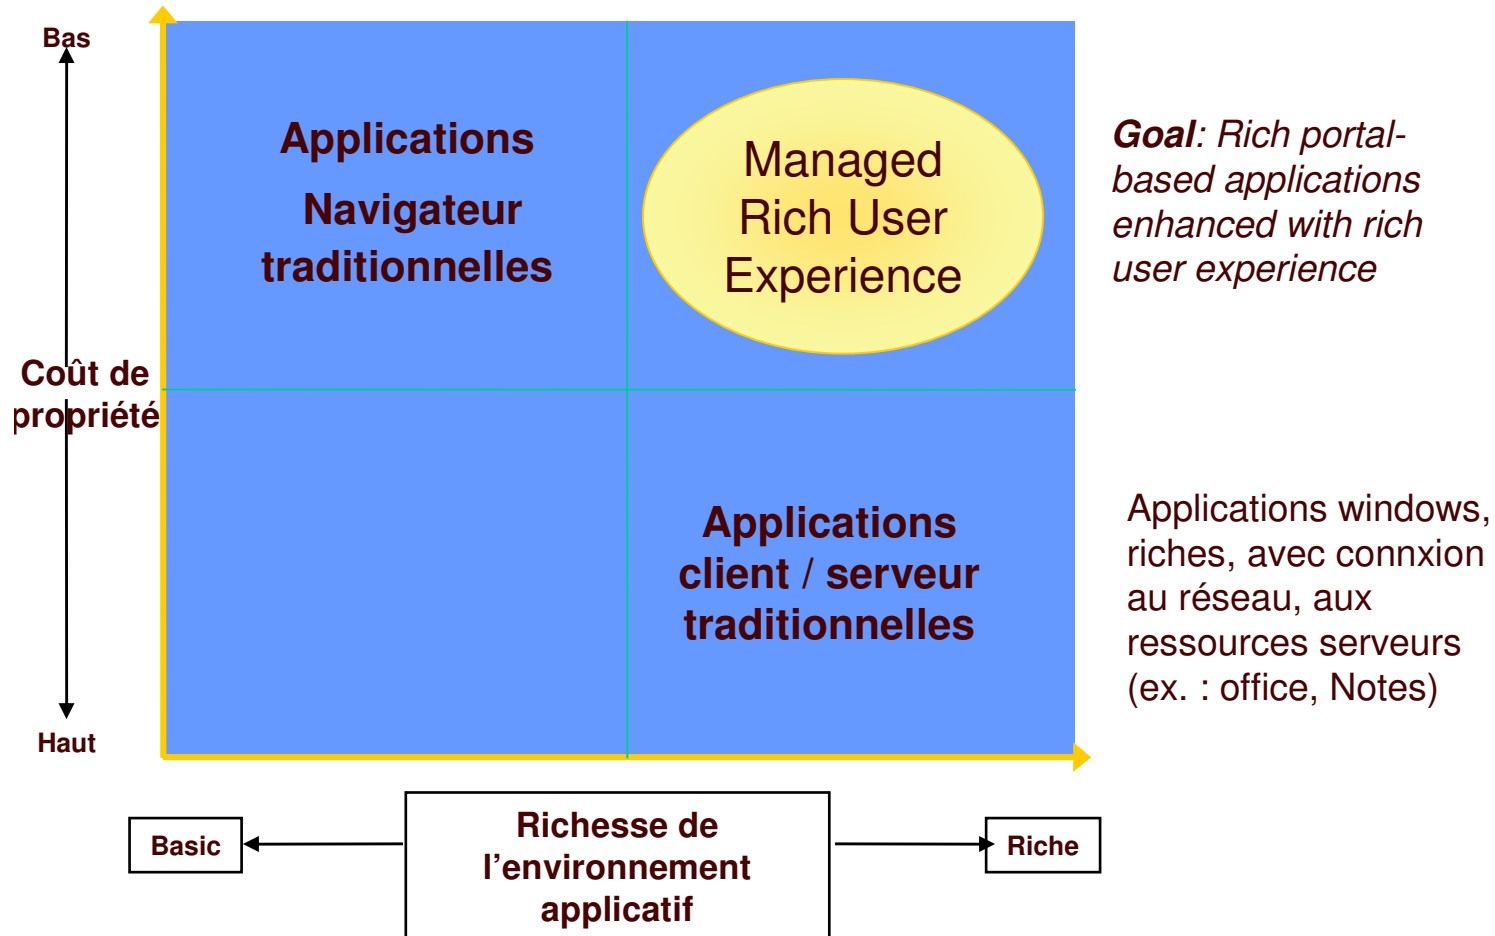 Bas
Applications
Navigateur
traditionnelles
Managed
Rich User
Experience
Goal: Rich portal-
based applications
enhanced with rich
user experience
Coût de
propriété
Applications
client / serveur
traditionnelles
Applications windows,
riches, avec connxion
au réseau, aux
ressources serveurs
(ex. : office, Notes)
Haut
Basic
Richesse de
l’environnement
applicatif
Riche